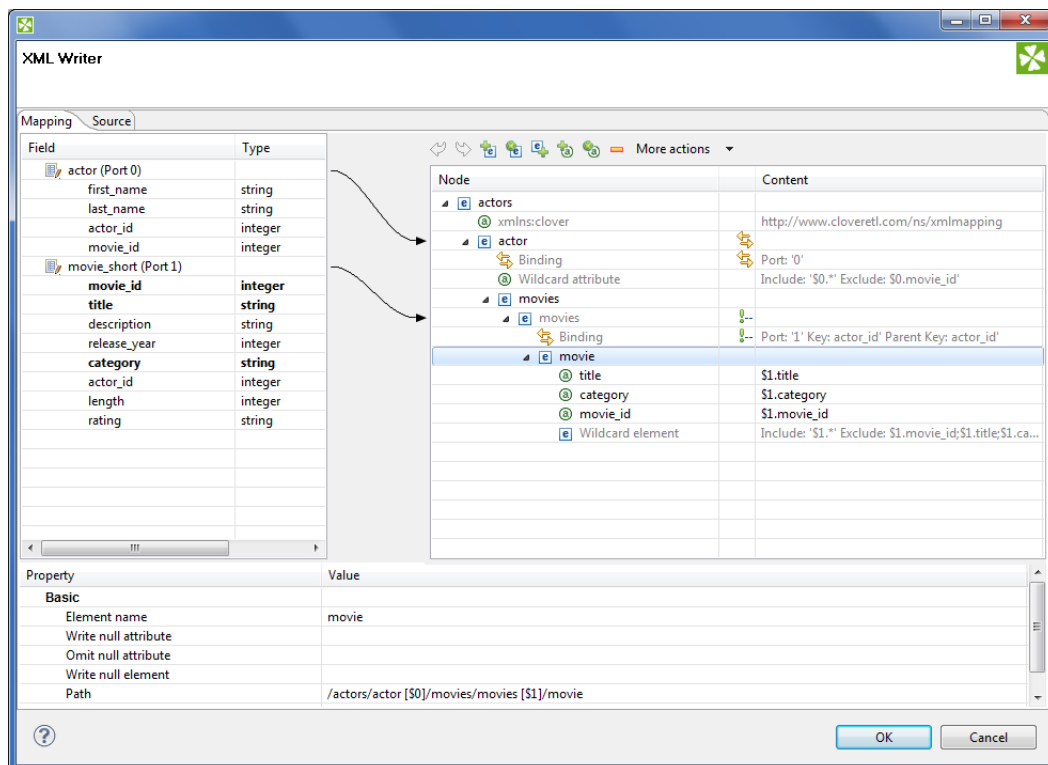 XML Writer
Mapping Source
Field Type
actor (Port 0)
first_name string
last_name string
actor_id integer
movie_id integer
movie_short (Port 1)
movie_id integer
title string
description string
release_year integer
category string
actor_id integer
length integer
rating string
More actions
Node Content
actors
xmlns:clover http://www.cloveretl.com/ns/xmlmapping
actor
Binding Port: '0'
Wildcard attribute Include: '$0.*' Exclude: $0.movie_id'
movies
movies
Binding Port: '1' Key: actor_id' Parent Key: actor_id'
movie
title $1.title
category $1.category
movie_id $1.movie_id
Wildcard element Include: '$1.*' Exclude: $1.movie_id;$1.title;$1.ca...
Property Value
Basic
Element name movie
Write null attribute
Omit null attribute
Write null element
Path /actors/actor [$0]/movies/movies [$1]/movie
OK Cancel